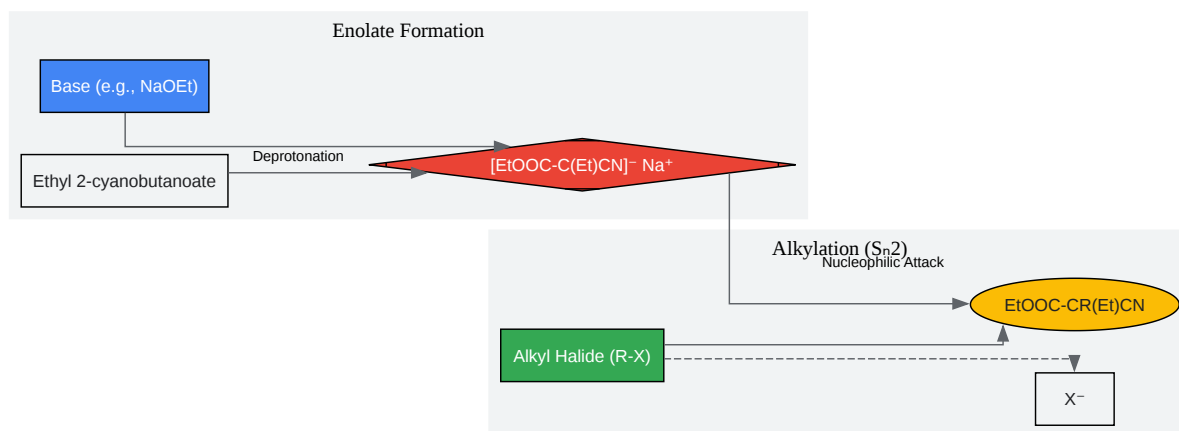 Enolate Formation
Base (e.g., NaOEt)
Deprotonation
[EtOOC-C(Et)CN]⁻ Na⁺
Ethyl 2-cyanobutanoate
Alkylation (Sₙ2)
Nucleophilic Attack
EtOOC-CR(Et)CN
Alkyl Halide (R-X)
X⁻